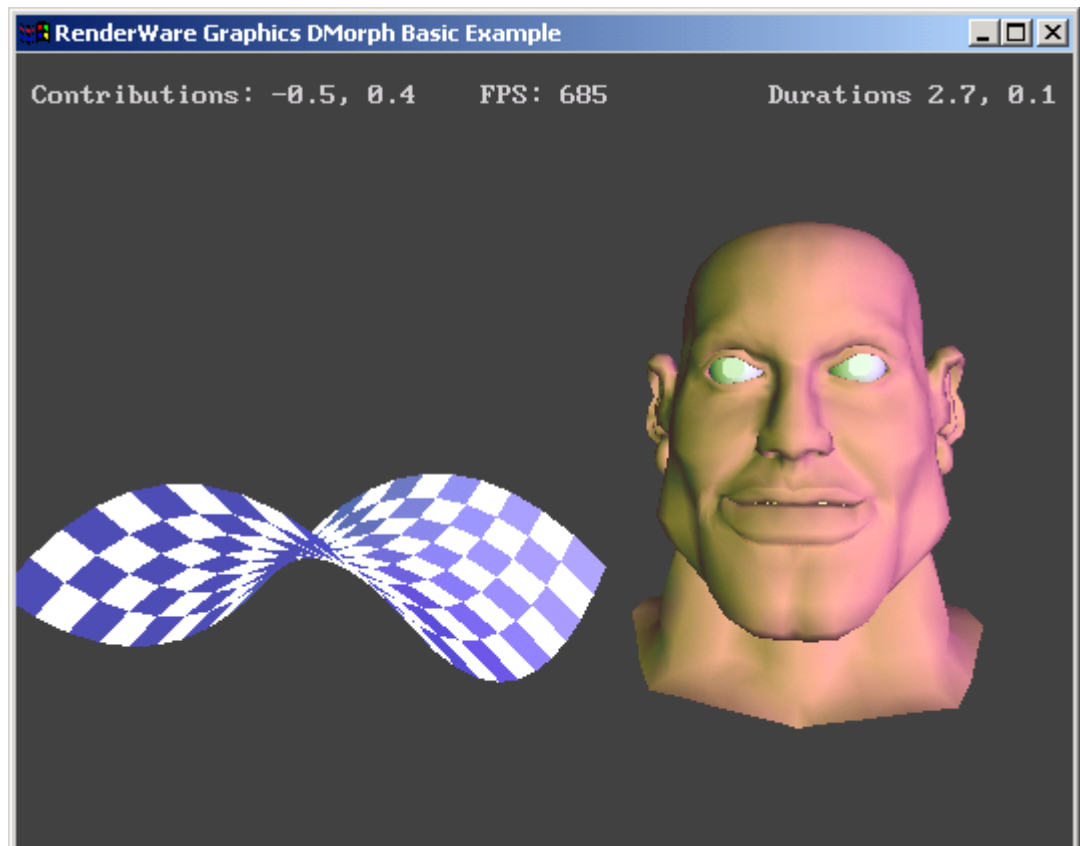 RenderWare Graphics DMorph Basic Example
Contributions: -0.5, 0.4 FPS: 685 Durations 2.7, 0.1